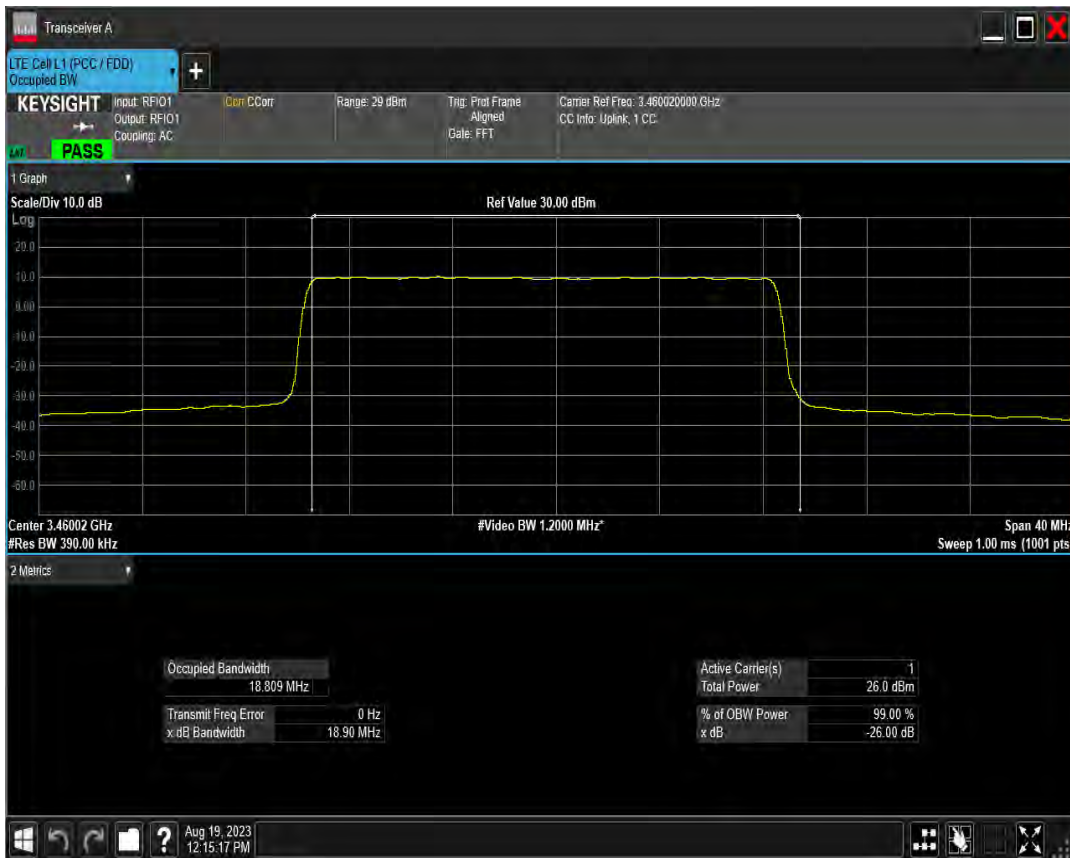 Transceiver A
LTE Cell L1 (PCC / FDD)
Occupied BW
+
KEYSIGHT
Input: RFIO1
Output: RFIO1
Coupling: AC
Corr CCorr
Range: 29 dBm
Trig: Prot Frame
Aligned
Gate: FFT
Carrier Ref Freq: 3.460020000 GHz
CC Info: Uplink, 1 CC
PASS
1 Graph
Scale/Div 10.0 dB
Ref Value 30.00 dBm
Log
20.0
10.0
0.00
-10.0
-20.0
-30.0
-40.0
-50.0
-60.0
Center 3.46002 GHz
#Video BW 1.2000 MHz*
Span 40 MHz
#Res BW 390.00 kHz
Sweep 1.00 ms (1001 pts
2 Metrics
Occupied Bandwidth
18.809 MHz
Transmit Freq Error 0 Hz
x dB Bandwidth 18.90 MHz
Active Carrier(s) 1
Total Power 26.0 dBm
% of OBW Power 99.00 %
x dB -26.00 dB
?
Aug 19, 2023
12:15:17 PM